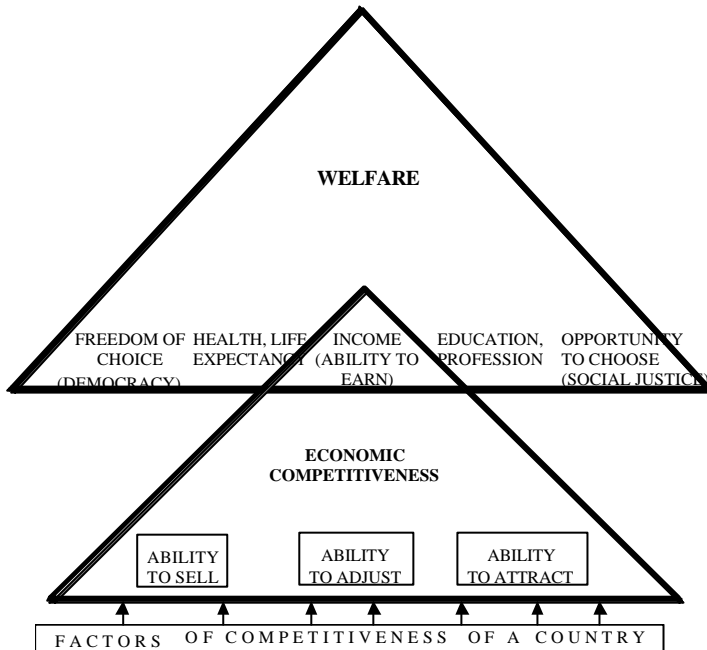 WELFARE
FREEDOM OF CHOICE (DEMOCRACY)
HEALTH, LIFE EXPECTANCY
INCOME (ABILITY TO EARN)
EDUCATION, PROFESSION
OPPORTUNITY TO CHOOSE (SOCIAL JUSTICE)
ECONOMIC
COMPETITIVENESS
ABILITY
TO SELL
ABILITY
TO ADJUST
ABILITY
TO ATTRACT
FACTORS OF COMPETITIVENESS OF A COUNTRY